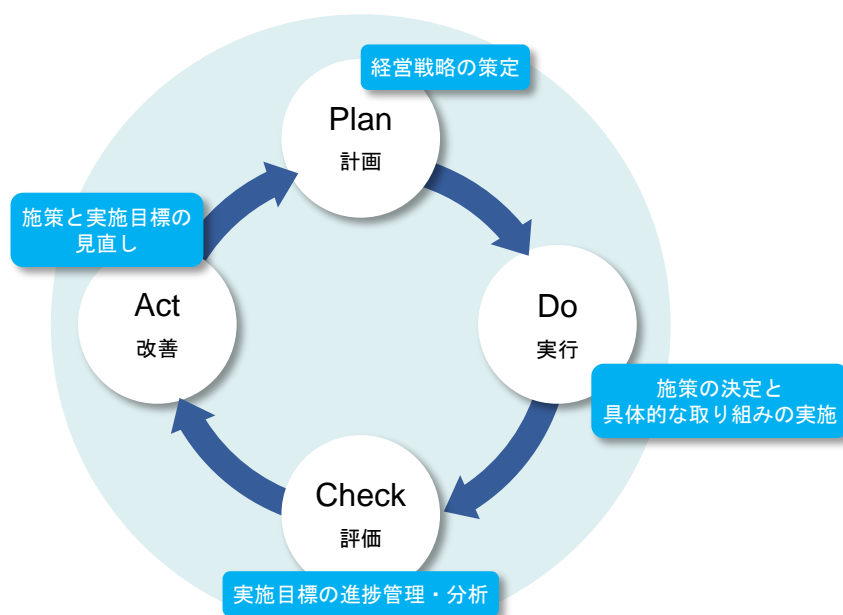 経営戦略の策定
Plan
計画
施策と実施目標の
見直し
Act
改善
Do
実行
施策の決定と
具体的な取り組みの実施
Check
評価
実施目標の進捗管理・分析